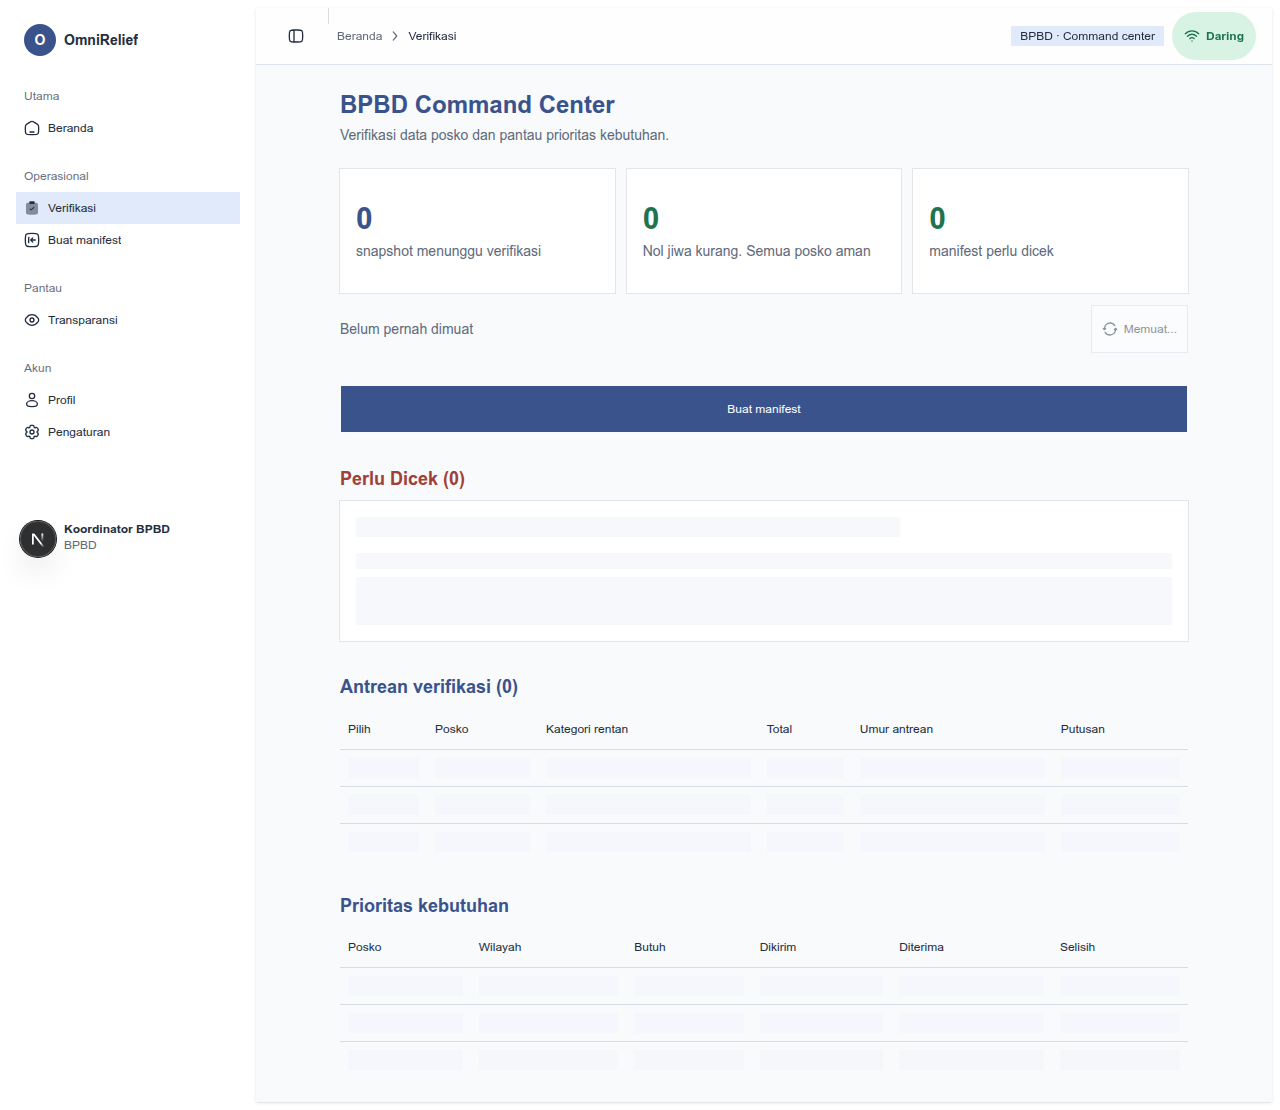 O OmniRelief
Utama
Beranda
Operasional
Verifikasi
Buat manifest
Pantau
Transparansi
Akun
Profil
Pengaturan
N
Koordinator BPBD
BPBD
Beranda > Verifikasi
BPBD · Command center
Daring
BPBD Command Center
Verifikasi data posko dan pantau prioritas kebutuhan.
0
snapshot menunggu verifikasi
0
Nol jiwa kurang. Semua posko aman
0
manifest perlu dicek
Belum pernah dimuat
Memuat...
Buat manifest
Perlu Dicek (0)
Antrean verifikasi (0)
Pilih Posko Kategori rentan Total Umur antrean Putusan
Prioritas kebutuhan
Posko Wilayah Butuh Dikirim Diterima Selisih